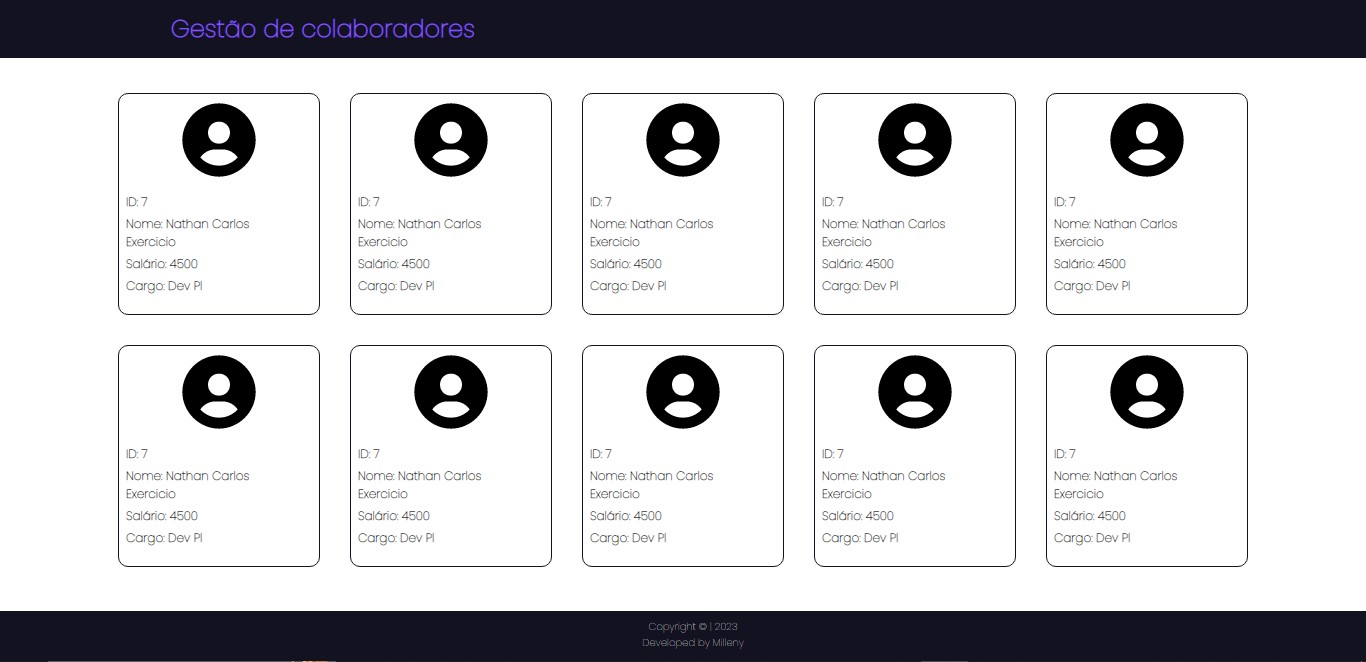 Gestão de colaboradores
ID: 7
Nome: Nathan Carlos
Exercicio
Salário: 4500
Cargo: Dev Pl
ID: 7
Nome: Nathan Carlos
Exercicio
Salário: 4500
Cargo: Dev Pl
ID: 7
Nome: Nathan Carlos
Exercicio
Salário: 4500
Cargo: Dev Pl
ID: 7
Nome: Nathan Carlos
Exercicio
Salário: 4500
Cargo: Dev Pl
ID: 7
Nome: Nathan Carlos
Exercicio
Salário: 4500
Cargo: Dev Pl
ID: 7
Nome: Nathan Carlos
Exercicio
Salário: 4500
Cargo: Dev Pl
ID: 7
Nome: Nathan Carlos
Exercicio
Salário: 4500
Cargo: Dev Pl
ID: 7
Nome: Nathan Carlos
Exercicio
Salário: 4500
Cargo: Dev Pl
ID: 7
Nome: Nathan Carlos
Exercicio
Salário: 4500
Cargo: Dev Pl
ID: 7
Nome: Nathan Carlos
Exercicio
Salário: 4500
Cargo: Dev Pl
Copyright © | 2023
Developed by Milleny